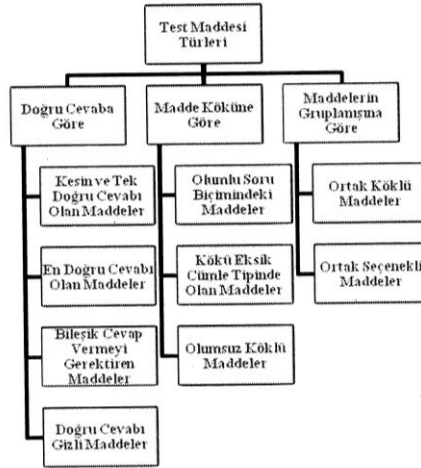 Test Maddesi
Türleri
Doğru Cevaba
Göre
Kesin ve Tek
Doğru Cevabı
Olan Maddeler
En Doğru Cevabı
Olan Maddeler
Bileşik Cevap
Vermeyi
Gerektiren
Maddeler
Doğru Cevabı
Gizli Maddeler
Madde Köküne
Göre
Olumlu Soru
Biçimindeki
Maddeler
Kökü Eksik
Cümle Tipinde
Olan Maddeler
Olumsuz Köklü
Maddeler
Maddelerin
Gruplanışına
Göre
Ortak Köklü
Maddeler
Ortak Seçenekli
Maddeler